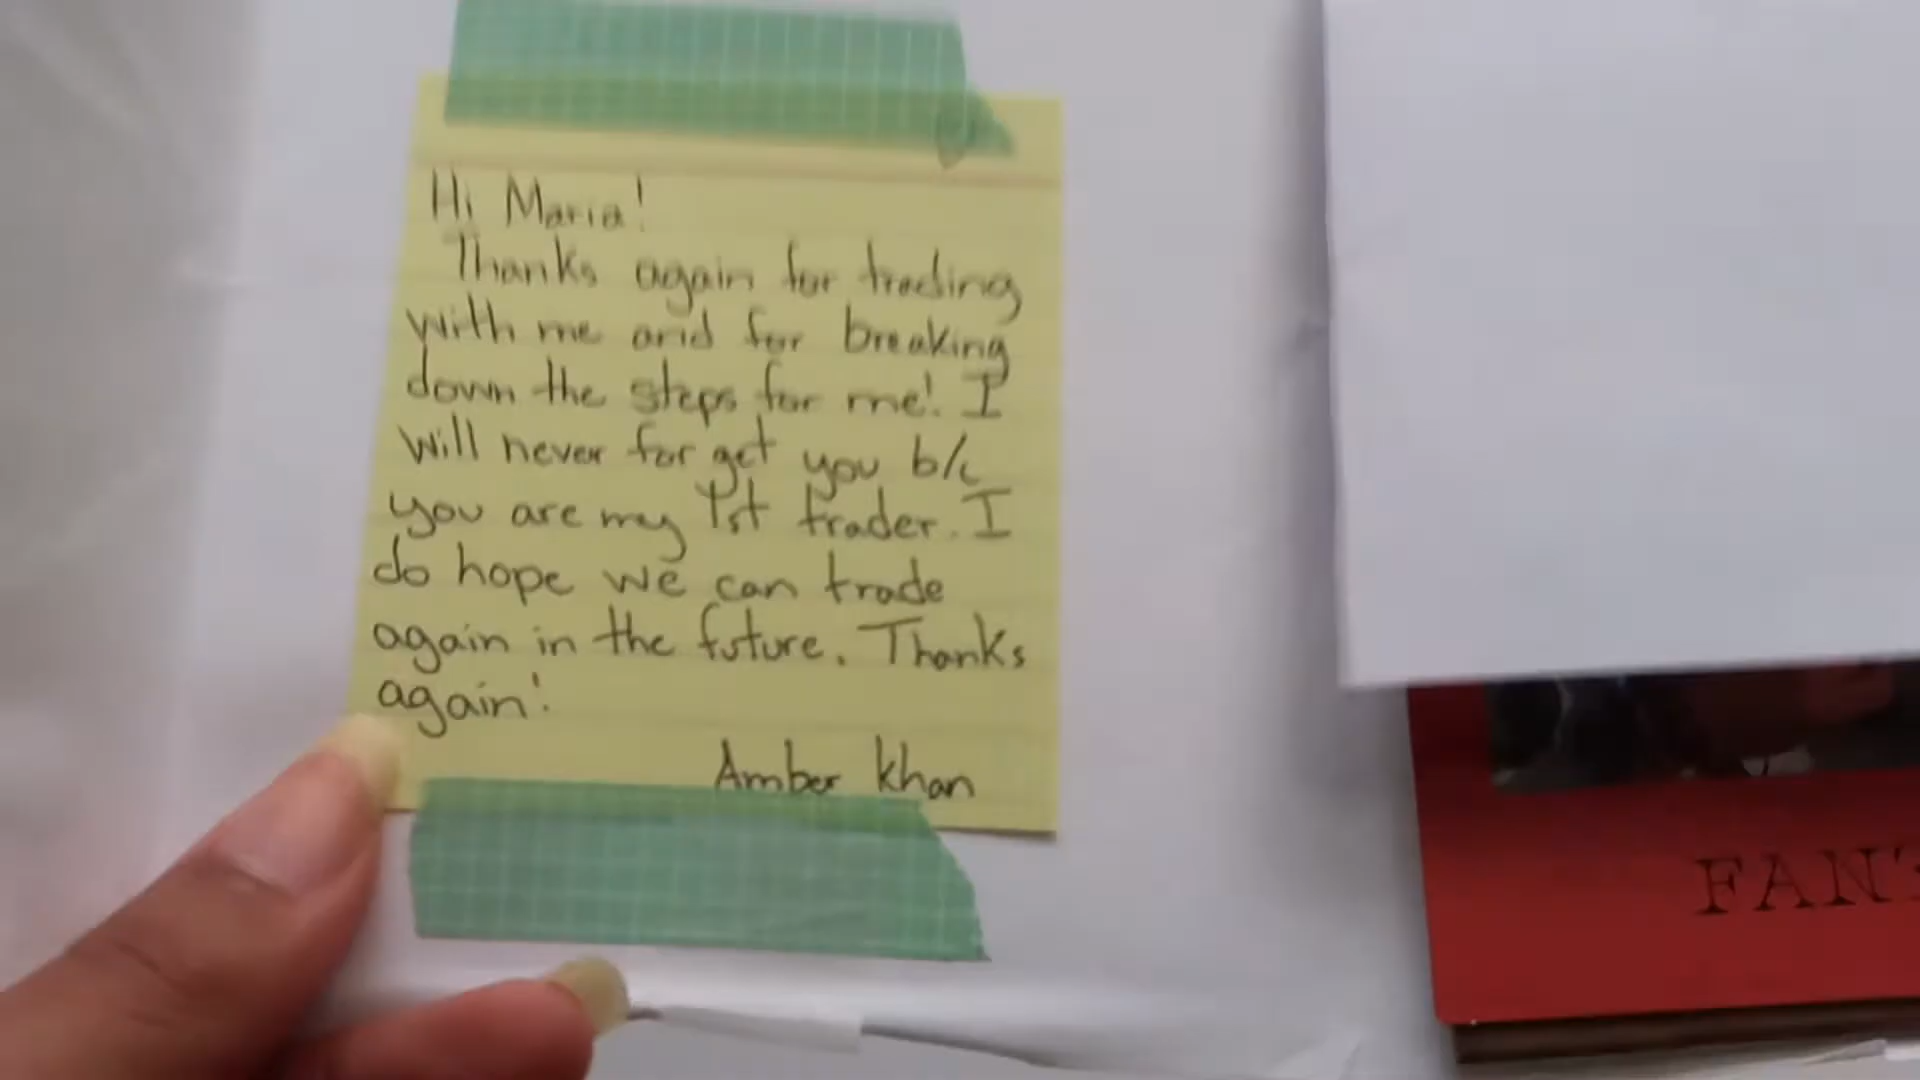 Hi Maria!
Thanks again for trading
with me and for breaking
down the steps for me! I
will never forget you b/c
you are my 1st trader. I
do hope we can trade
again in the future. Thanks
again!
Amber Khan
FAN'